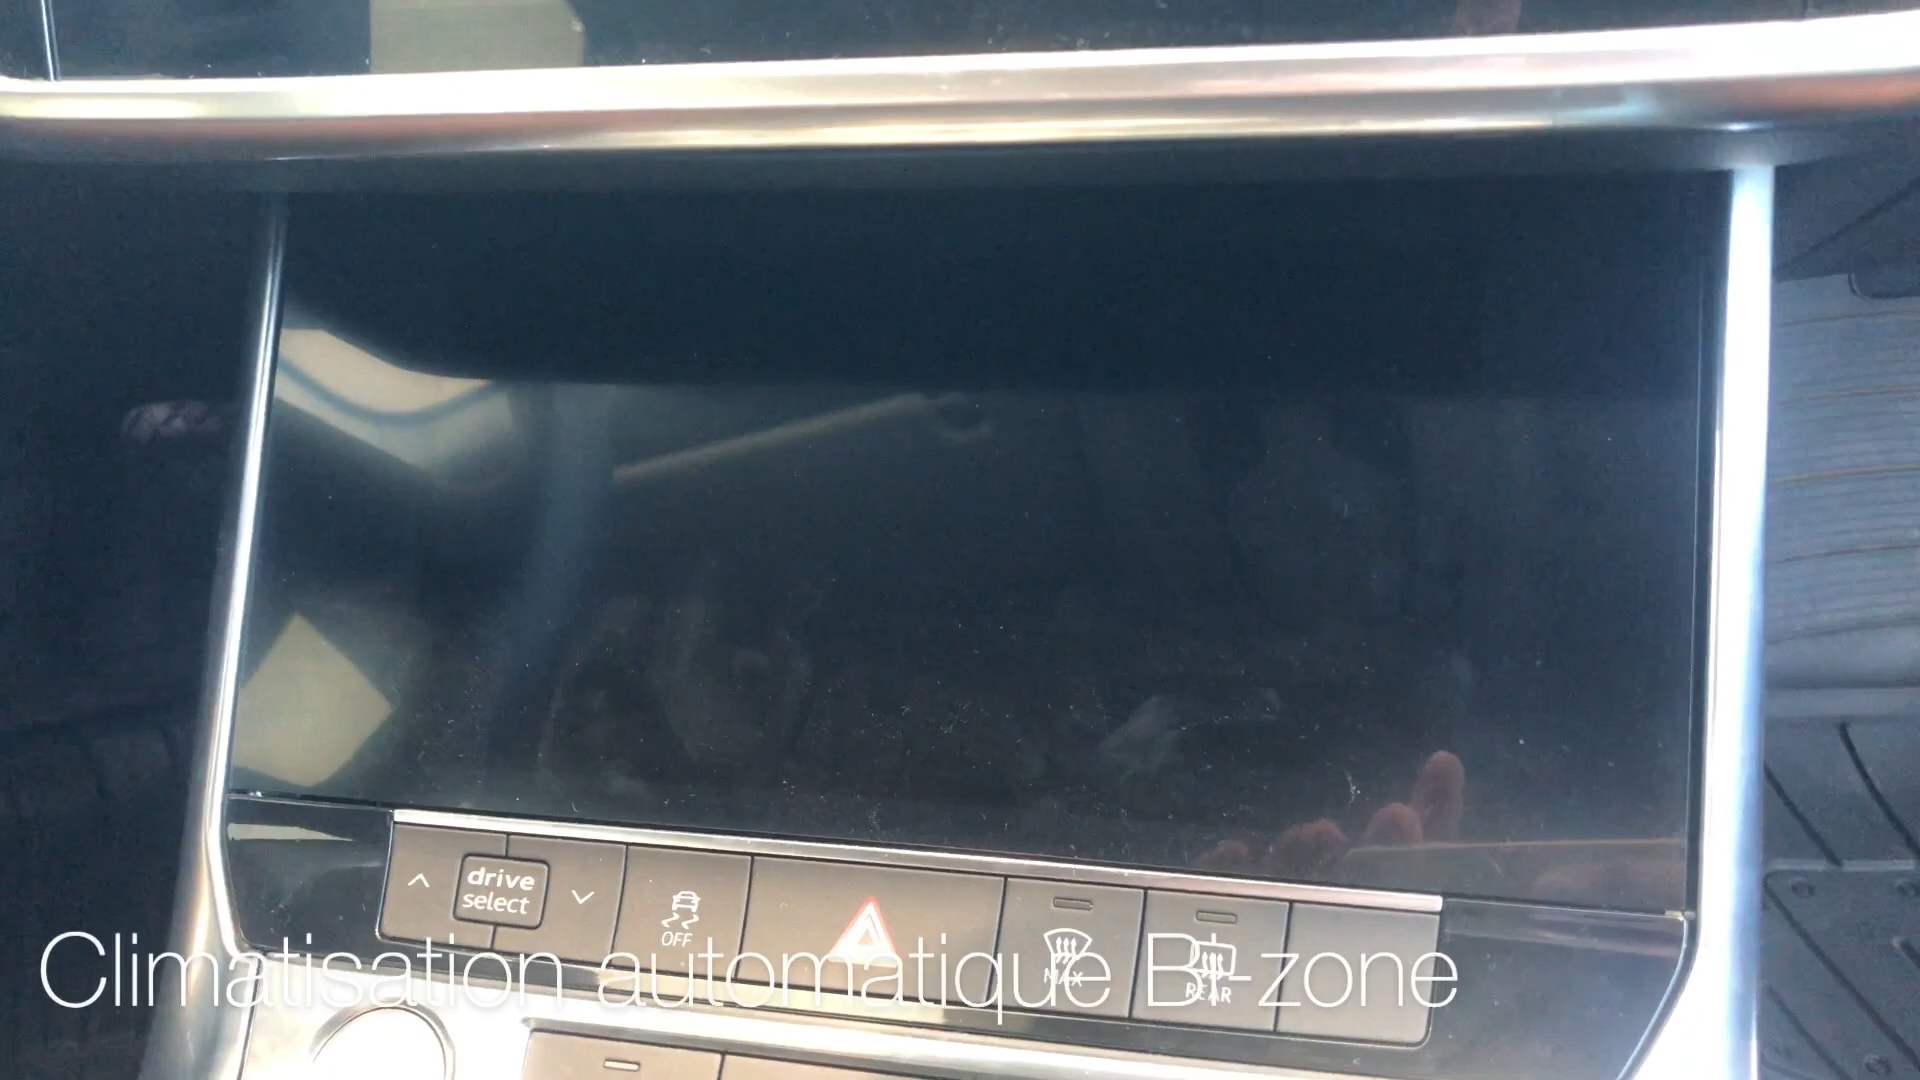 drive
select
OFF
MAX
REAR
Climatisation automatique Bi-zone